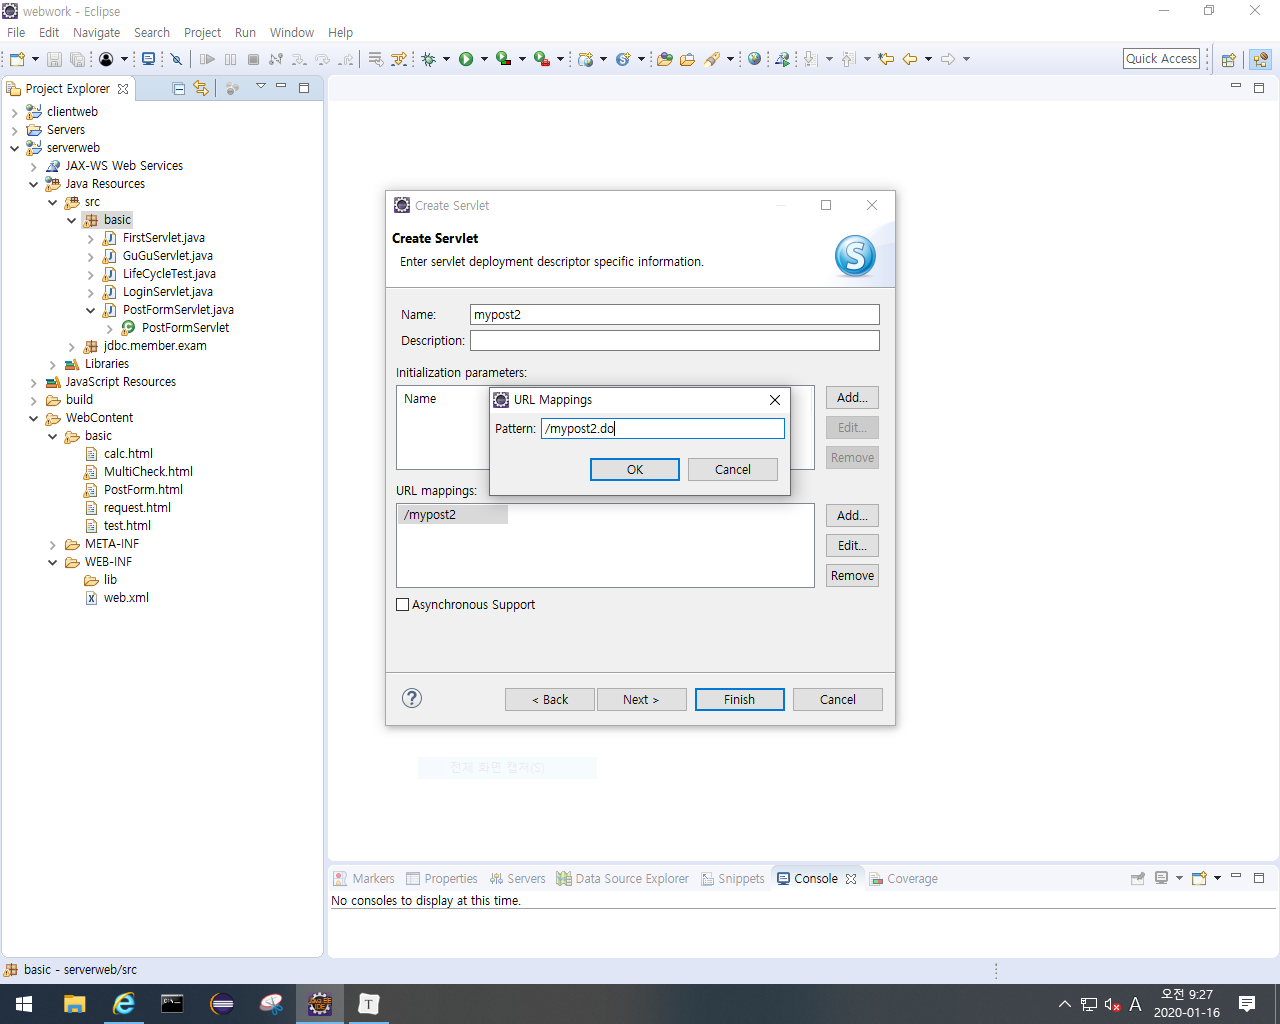 webwork - Eclipse
File Edit Navigate Search Project Run Window Help
Quick Access
Project Explorer
clientweb
Servers
serverweb
JAX-WS Web Services
Java Resources
src
basic
FirstServlet.java
GuGuServlet.java
LifeCycleTest.java
LoginServlet.java
PostFormServlet.java
PostFormServlet
jdbc.member.exam
Libraries
JavaScript Resources
build
WebContent
basic
calc.html
MultiCheck.html
PostForm.html
request.html
test.html
META-INF
WEB-INF
lib
web.xml
Create Servlet
Create Servlet
Enter servlet deployment descriptor specific information.
Name: mypost2
Description:
Initialization parameters:
Name
Add...
Edit...
Remove
URL Mappings
Pattern: /mypost2.do
OK Cancel
URL mappings:
/mypost2
Add...
Edit...
Remove
Asynchronous Support
< Back Next > Finish Cancel
전체 화면 캡처(S)
Markers Properties Servers Data Source Explorer Snippets Console Coverage
No consoles to display at this time.
basic - serverweb/src
Java EE
IDE
T
A
오전 9:27
2020-01-16